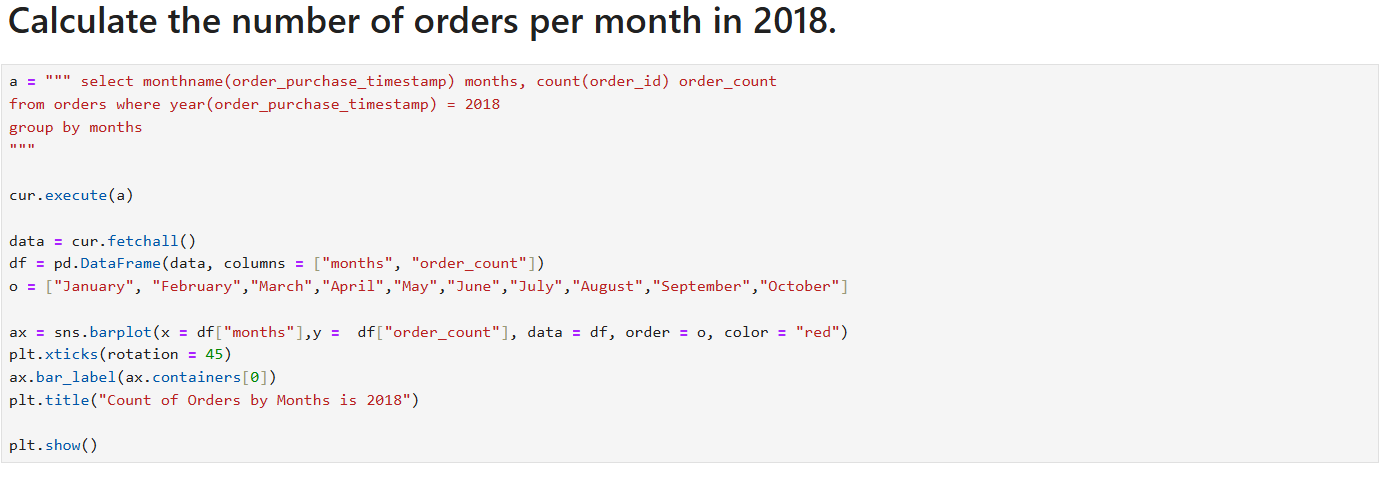 Calculate the number of orders per month in 2018.
a = """ select monthname(order_purchase_timestamp) months, count(order_id) order_count
from orders where year(order_purchase_timestamp) = 2018
group by months
"""
cur.execute(a)
data = cur.fetchall()
df = pd.DataFrame(data, columns = ["months", "order_count"])
o = ["January", "February","March","April","May","June","July","August","September","October"]
ax = sns.barplot(x = df["months"],y =  df["order_count"], data = df, order = o, color = "red")
plt.xticks(rotation = 45)
ax.bar_label(ax.containers[0])
plt.title("Count of Orders by Months is 2018")
plt.show()